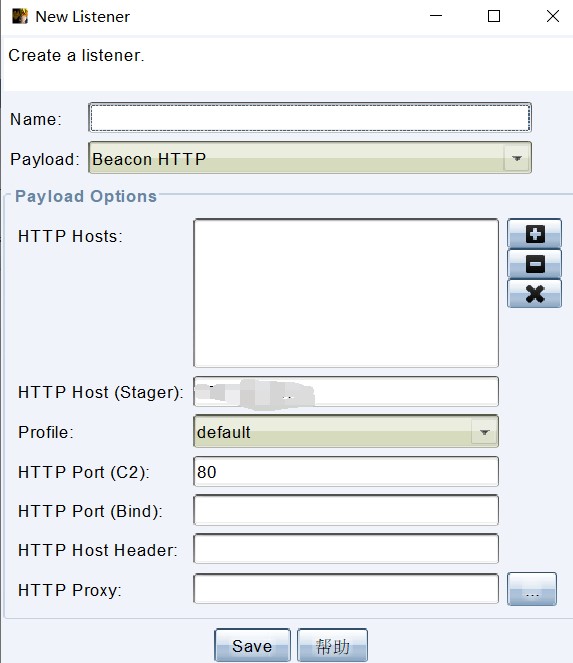 New Listener
Create a listener.
Name:
Payload: Beacon HTTP
Payload Options
HTTP Hosts:
HTTP Host (Stager):
Profile: default
HTTP Port (C2): 80
HTTP Port (Bind):
HTTP Host Header:
HTTP Proxy: ...
Save 帮助